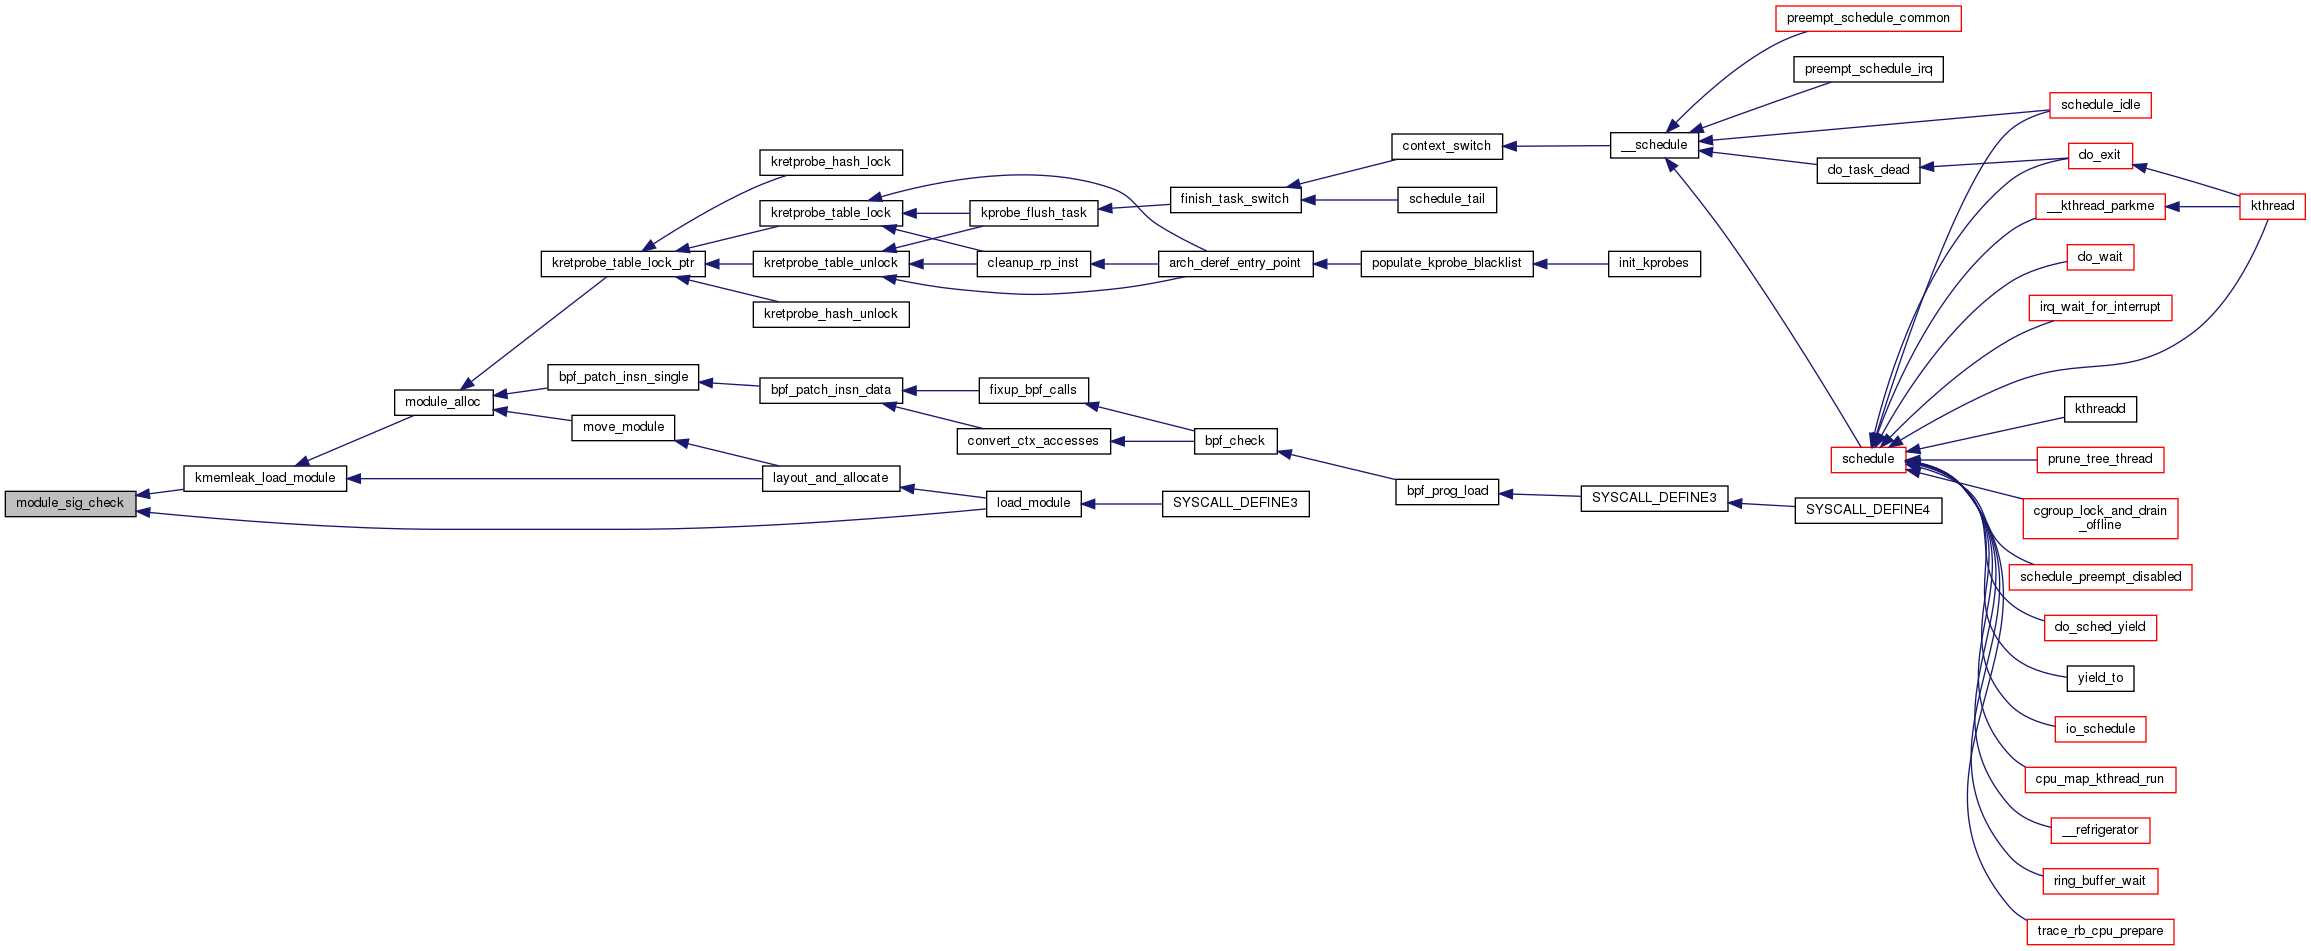 module_sig_check
kmemleak_load_module
module_alloc
kretprobe_table_lock_ptr
kretprobe_hash_lock
kretprobe_table_lock
kretprobe_table_unlock
kretprobe_hash_unlock
kprobe_flush_task
cleanup_rp_inst
finish_task_switch
arch_deref_entry_point
context_switch
schedule_tail
populate_kprobe_blacklist
init_kprobes
__schedule
preempt_schedule_common
preempt_schedule_irq
schedule_idle
do_task_dead
do_exit
__kthread_parkme
kthread
do_wait
irq_wait_for_interrupt
kthreadd
schedule
prune_tree_thread
cgroup_lock_and_drain
_offline
schedule_preempt_disabled
do_sched_yield
yield_to
io_schedule
cpu_map_kthread_run
__refrigerator
ring_buffer_wait
trace_rb_cpu_prepare
bpf_patch_insn_single
move_module
bpf_patch_insn_data
fixup_bpf_calls
convert_ctx_accesses
bpf_check
bpf_prog_load
SYSCALL_DEFINE3
SYSCALL_DEFINE4
layout_and_allocate
load_module
SYSCALL_DEFINE3